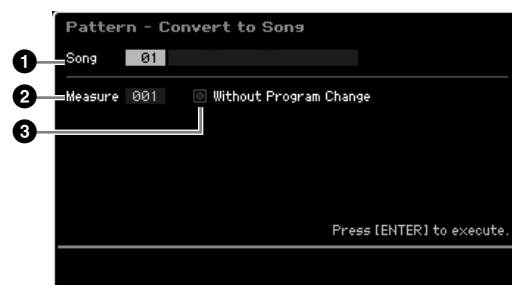 Pattern - Convert to Song
1 Song 01
2 Measure 001 Without Program Change
3
Press [ENTER] to execute.